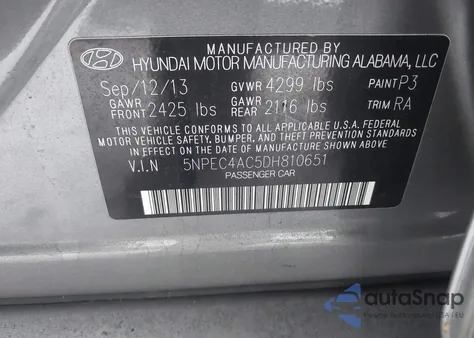 MANUFACTURED BY
HYUNDAI MOTOR MANUFACTURING ALABAMA, LLC
Sep/12/13 GVWR 4299 lbs PAINT P3
GAWR FRONT 2425 lbs GAWR REAR 2116 lbs TRIM RA
THIS VEHICLE CONFORMS TO ALL APPLICABLE FEDERAL
MOTOR VEHICLE SAFETY, BUMPER, AND THEFT PREVENTION STANDARDS
IN EFFECT ON THE DATE OF MANUFACTURE SHOWN ABOVE.
V.I.N 5NPEC4AC5DH810651
PASSENGER CAR
autoSnap